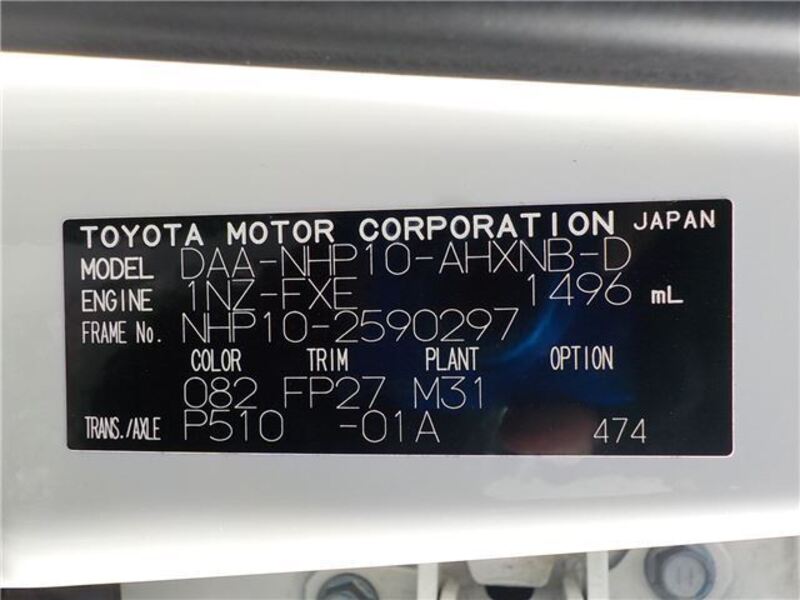 TOYOTA MOTOR CORPORATION JAPAN
MODEL DAA-NHP10-AHXNB-D
ENGINE 1NZ-FXE 1496 mL
FRAME No. NHP10-2590297
COLOR TRIM PLANT OPTION
082 FP27 M31
TRANS./AXLE P510 -01A 474